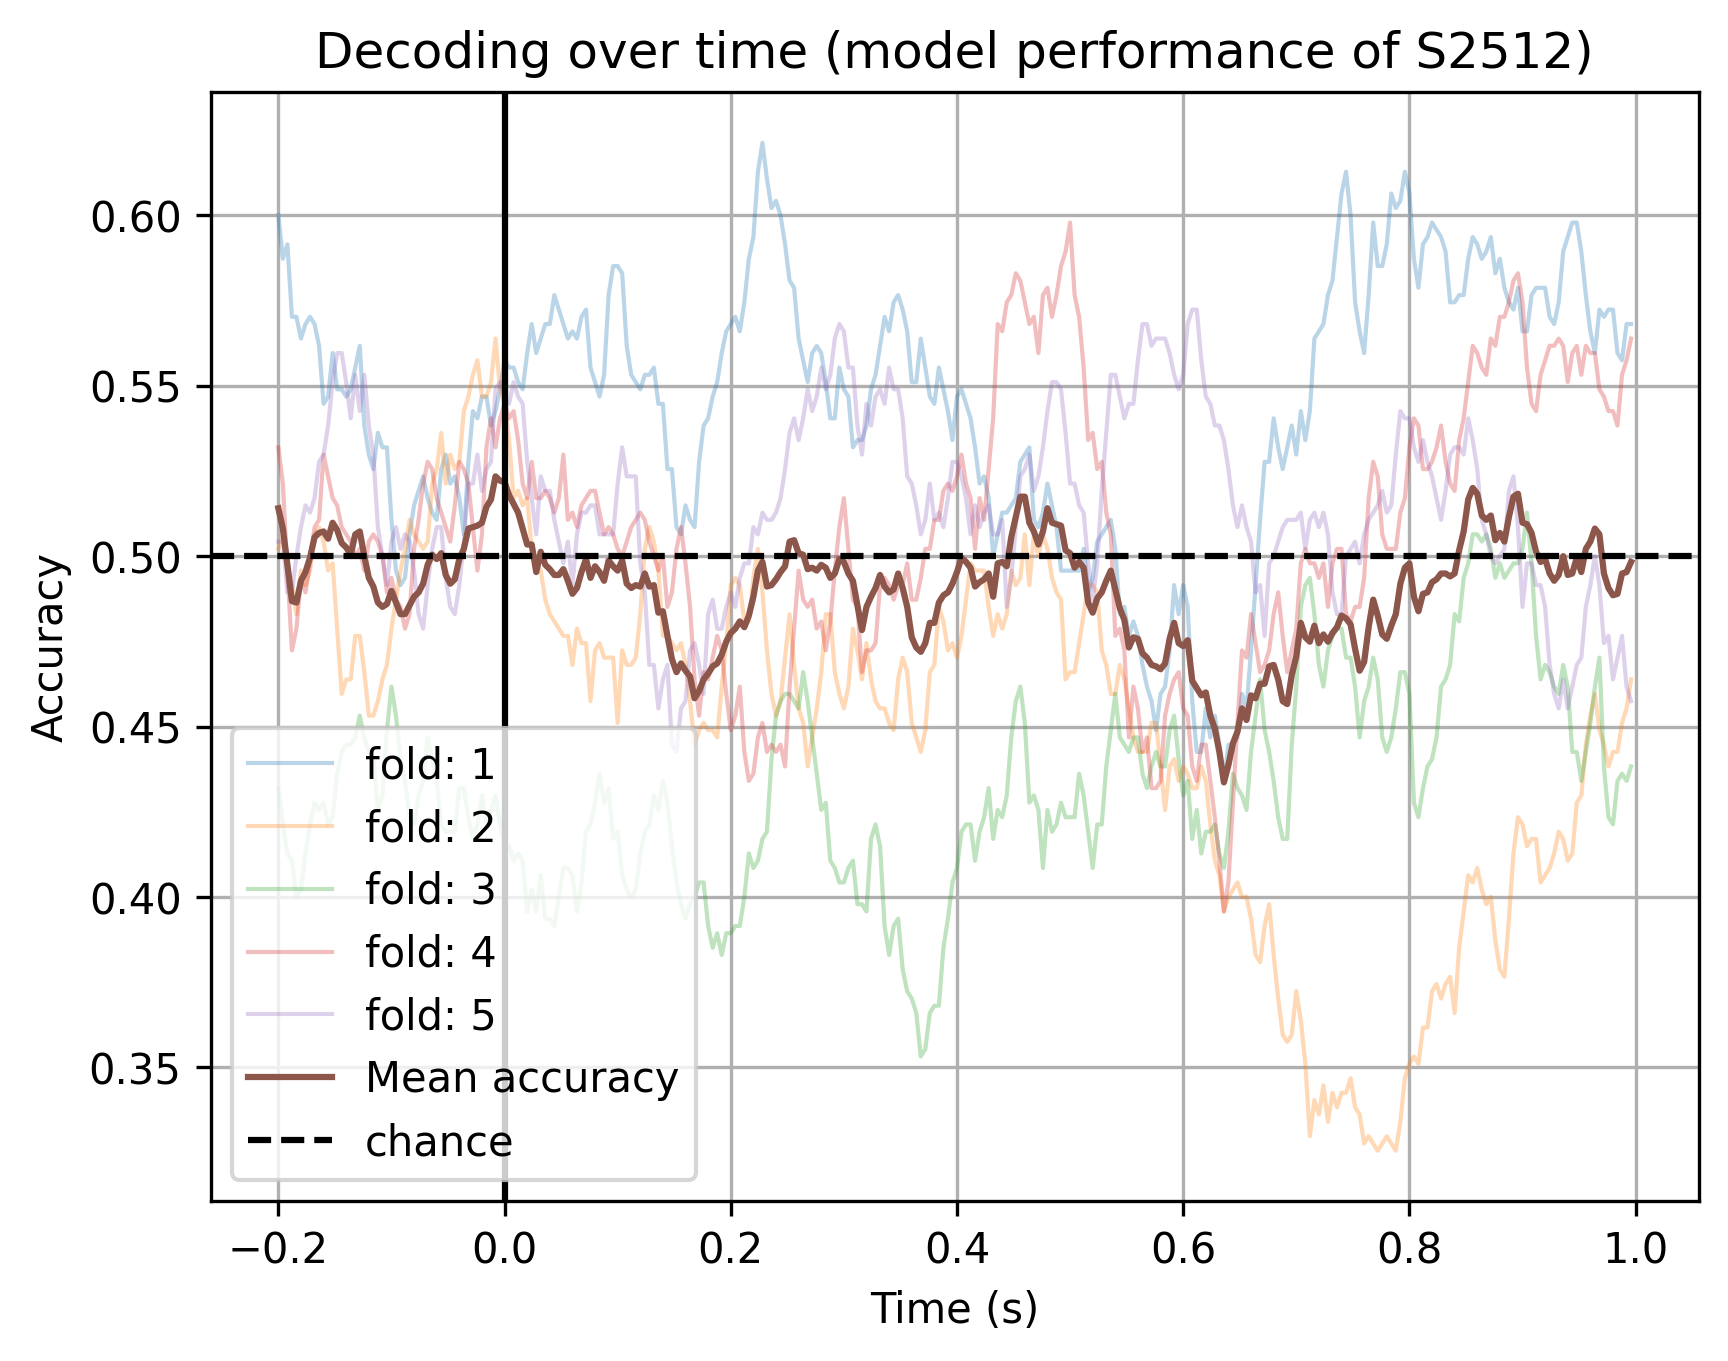 Decoding over time (model performance of S2512)
Accuracy
0.60
0.55
0.50
0.45
0.40
0.35
fold: 1
fold: 2
fold: 3
fold: 4
fold: 5
Mean accuracy
chance
−0.2 0.0 0.2 0.4 0.6 0.8 1.0
Time (s)